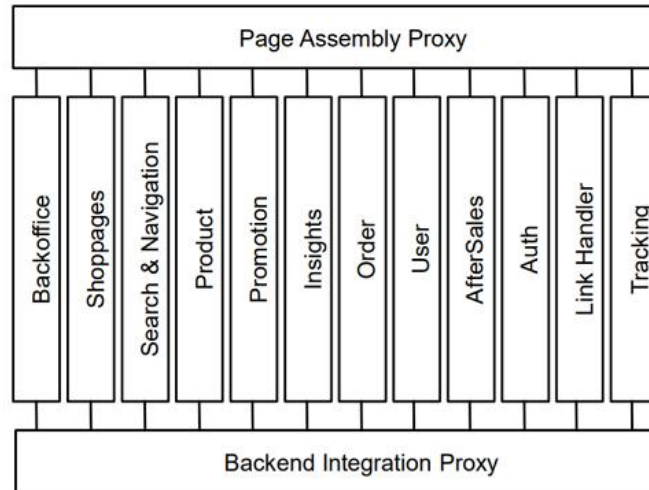 Page Assembly Proxy
Backoffice
Shoppages
Search & Navigation
Product
Promotion
Insights
Order
User
AfterSales
Auth
Link Handler
Tracking
Backend Integration Proxy